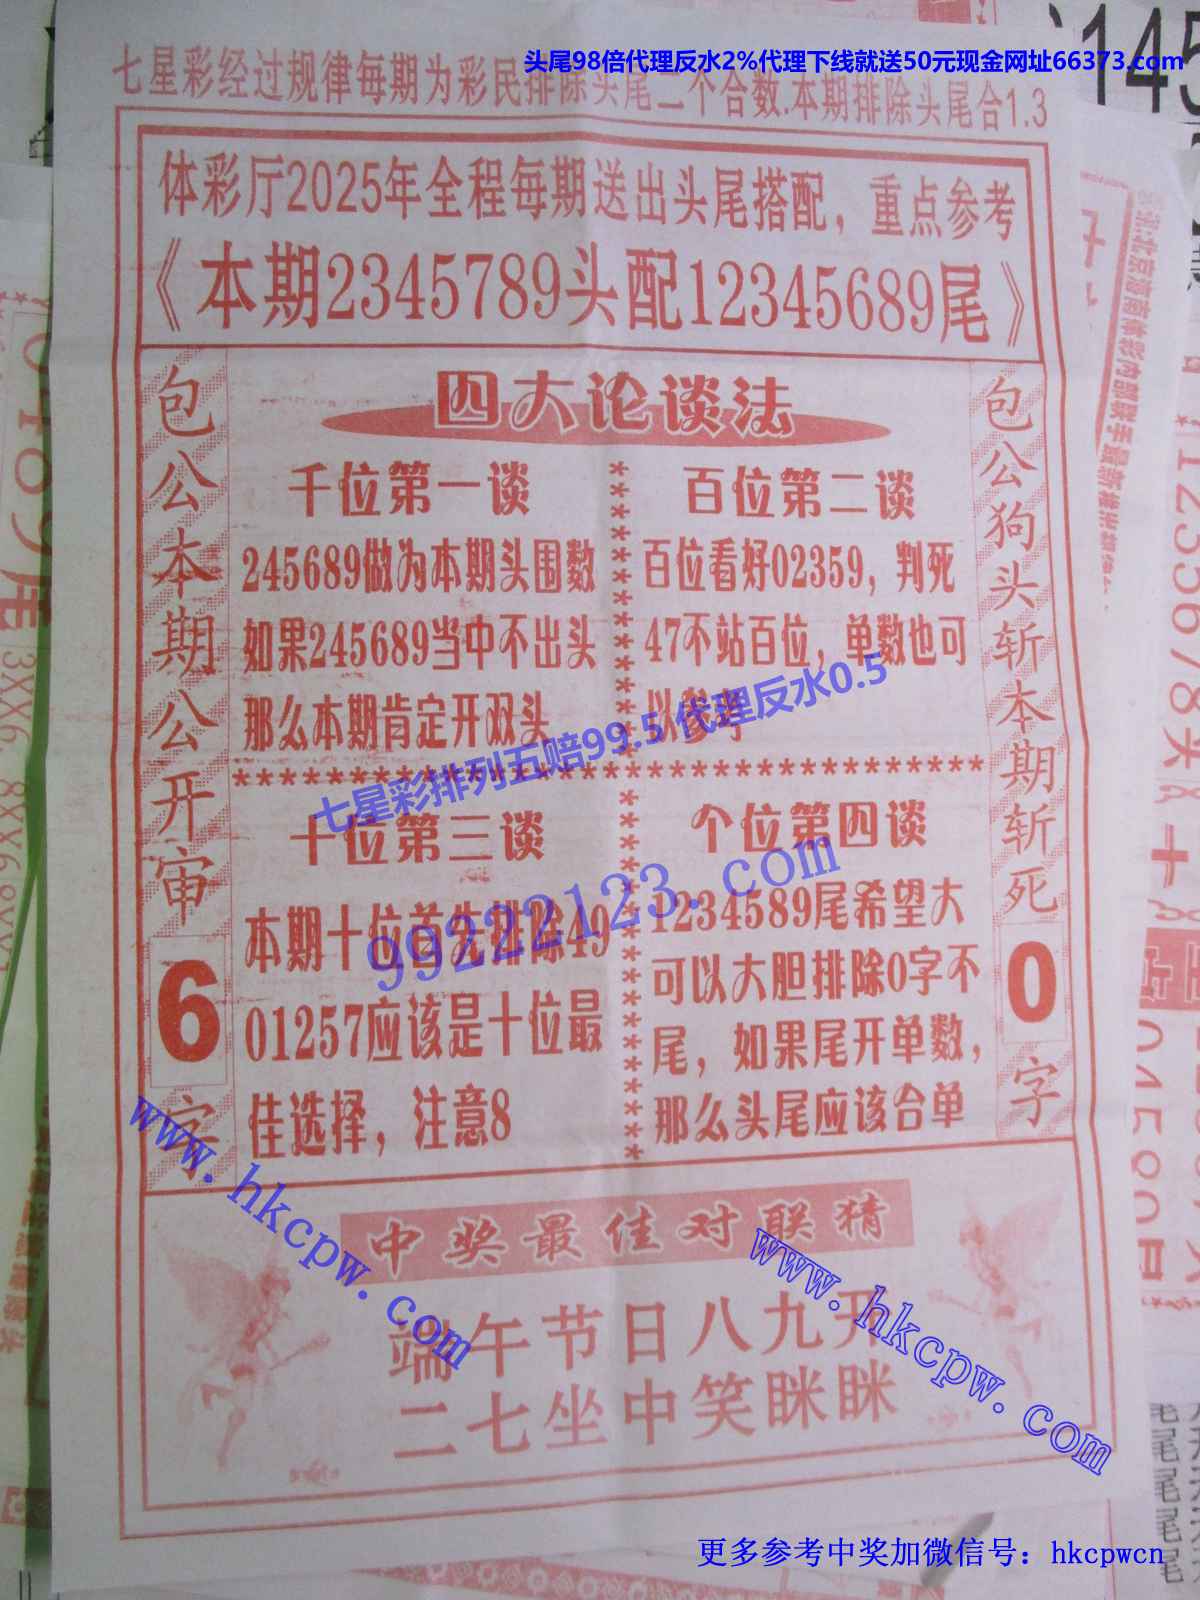 头尾98倍代理反水2%代理下线就送50元现金网址66373.com
七星彩经过规律每期为彩民排除头尾二个合数.本期排除头尾合1.3
体彩厅2025年全程每期送出头尾搭配，重点参考
《本期2345789头配12345689尾》
包公本期公开审
6
字
四大论谈法
千位第一谈
245689做为本期头围数
如果245689当中不出头
那么本期肯定开双头
百位第二谈
百位看好02359，判死
47不站百位，单数也可
以参考
七星彩排列五赔99.5 代理反水0.5
十位第三谈
本期十位首先排除49
01257应该是十位最
佳选择，注意8
99222123.com
个位第四谈
1234589尾希望大
可以大胆排除0字不
尾，如果尾开单数，
那么头尾应该合单
包公狗头斩本期斩死
0
字
www.hkcpw.com
www.hkcpw.com
中奖最佳对联猜
端午节日八九开
二七坐中笑眯眯
更多参考中奖加微信号：hkcpwcn